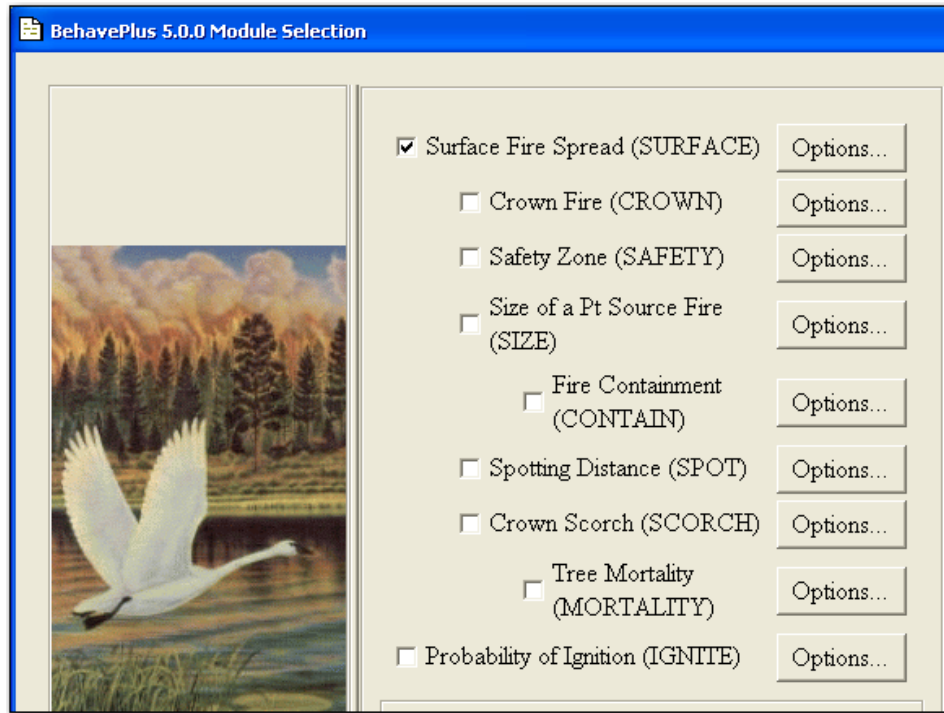 BehavePlus 5.0.0 Module Selection
Surface Fire Spread (SURFACE) Options...
Crown Fire (CROWN) Options...
Safety Zone (SAFETY) Options...
Size of a Pt Source Fire
(SIZE) Options...
Fire Containment
(CONTAIN) Options...
Spotting Distance (SPOT) Options...
Crown Scorch (SCORCH) Options...
Tree Mortality
(MORTALITY) Options...
Probability of Ignition (IGNITE) Options...